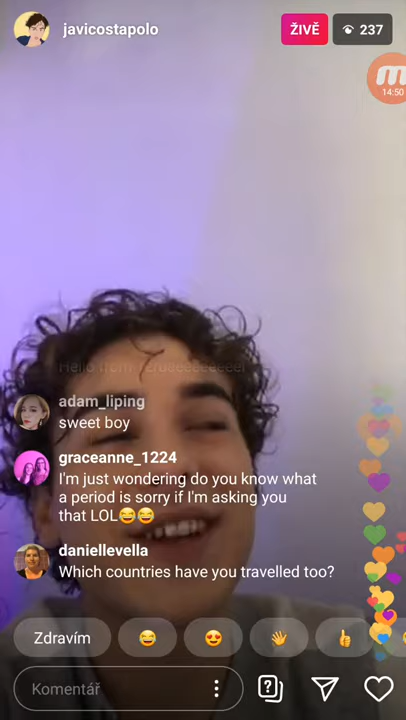 javicostapolo
ŽIVĚ
237
14:50
adam_liping
sweet boy
graceanne_1224
I'm just wondering do you know what
a period is sorry if I'm asking you
that LOL😂😂
daniellevella
Which countries have you travelled too?
Zdravím
Komentář